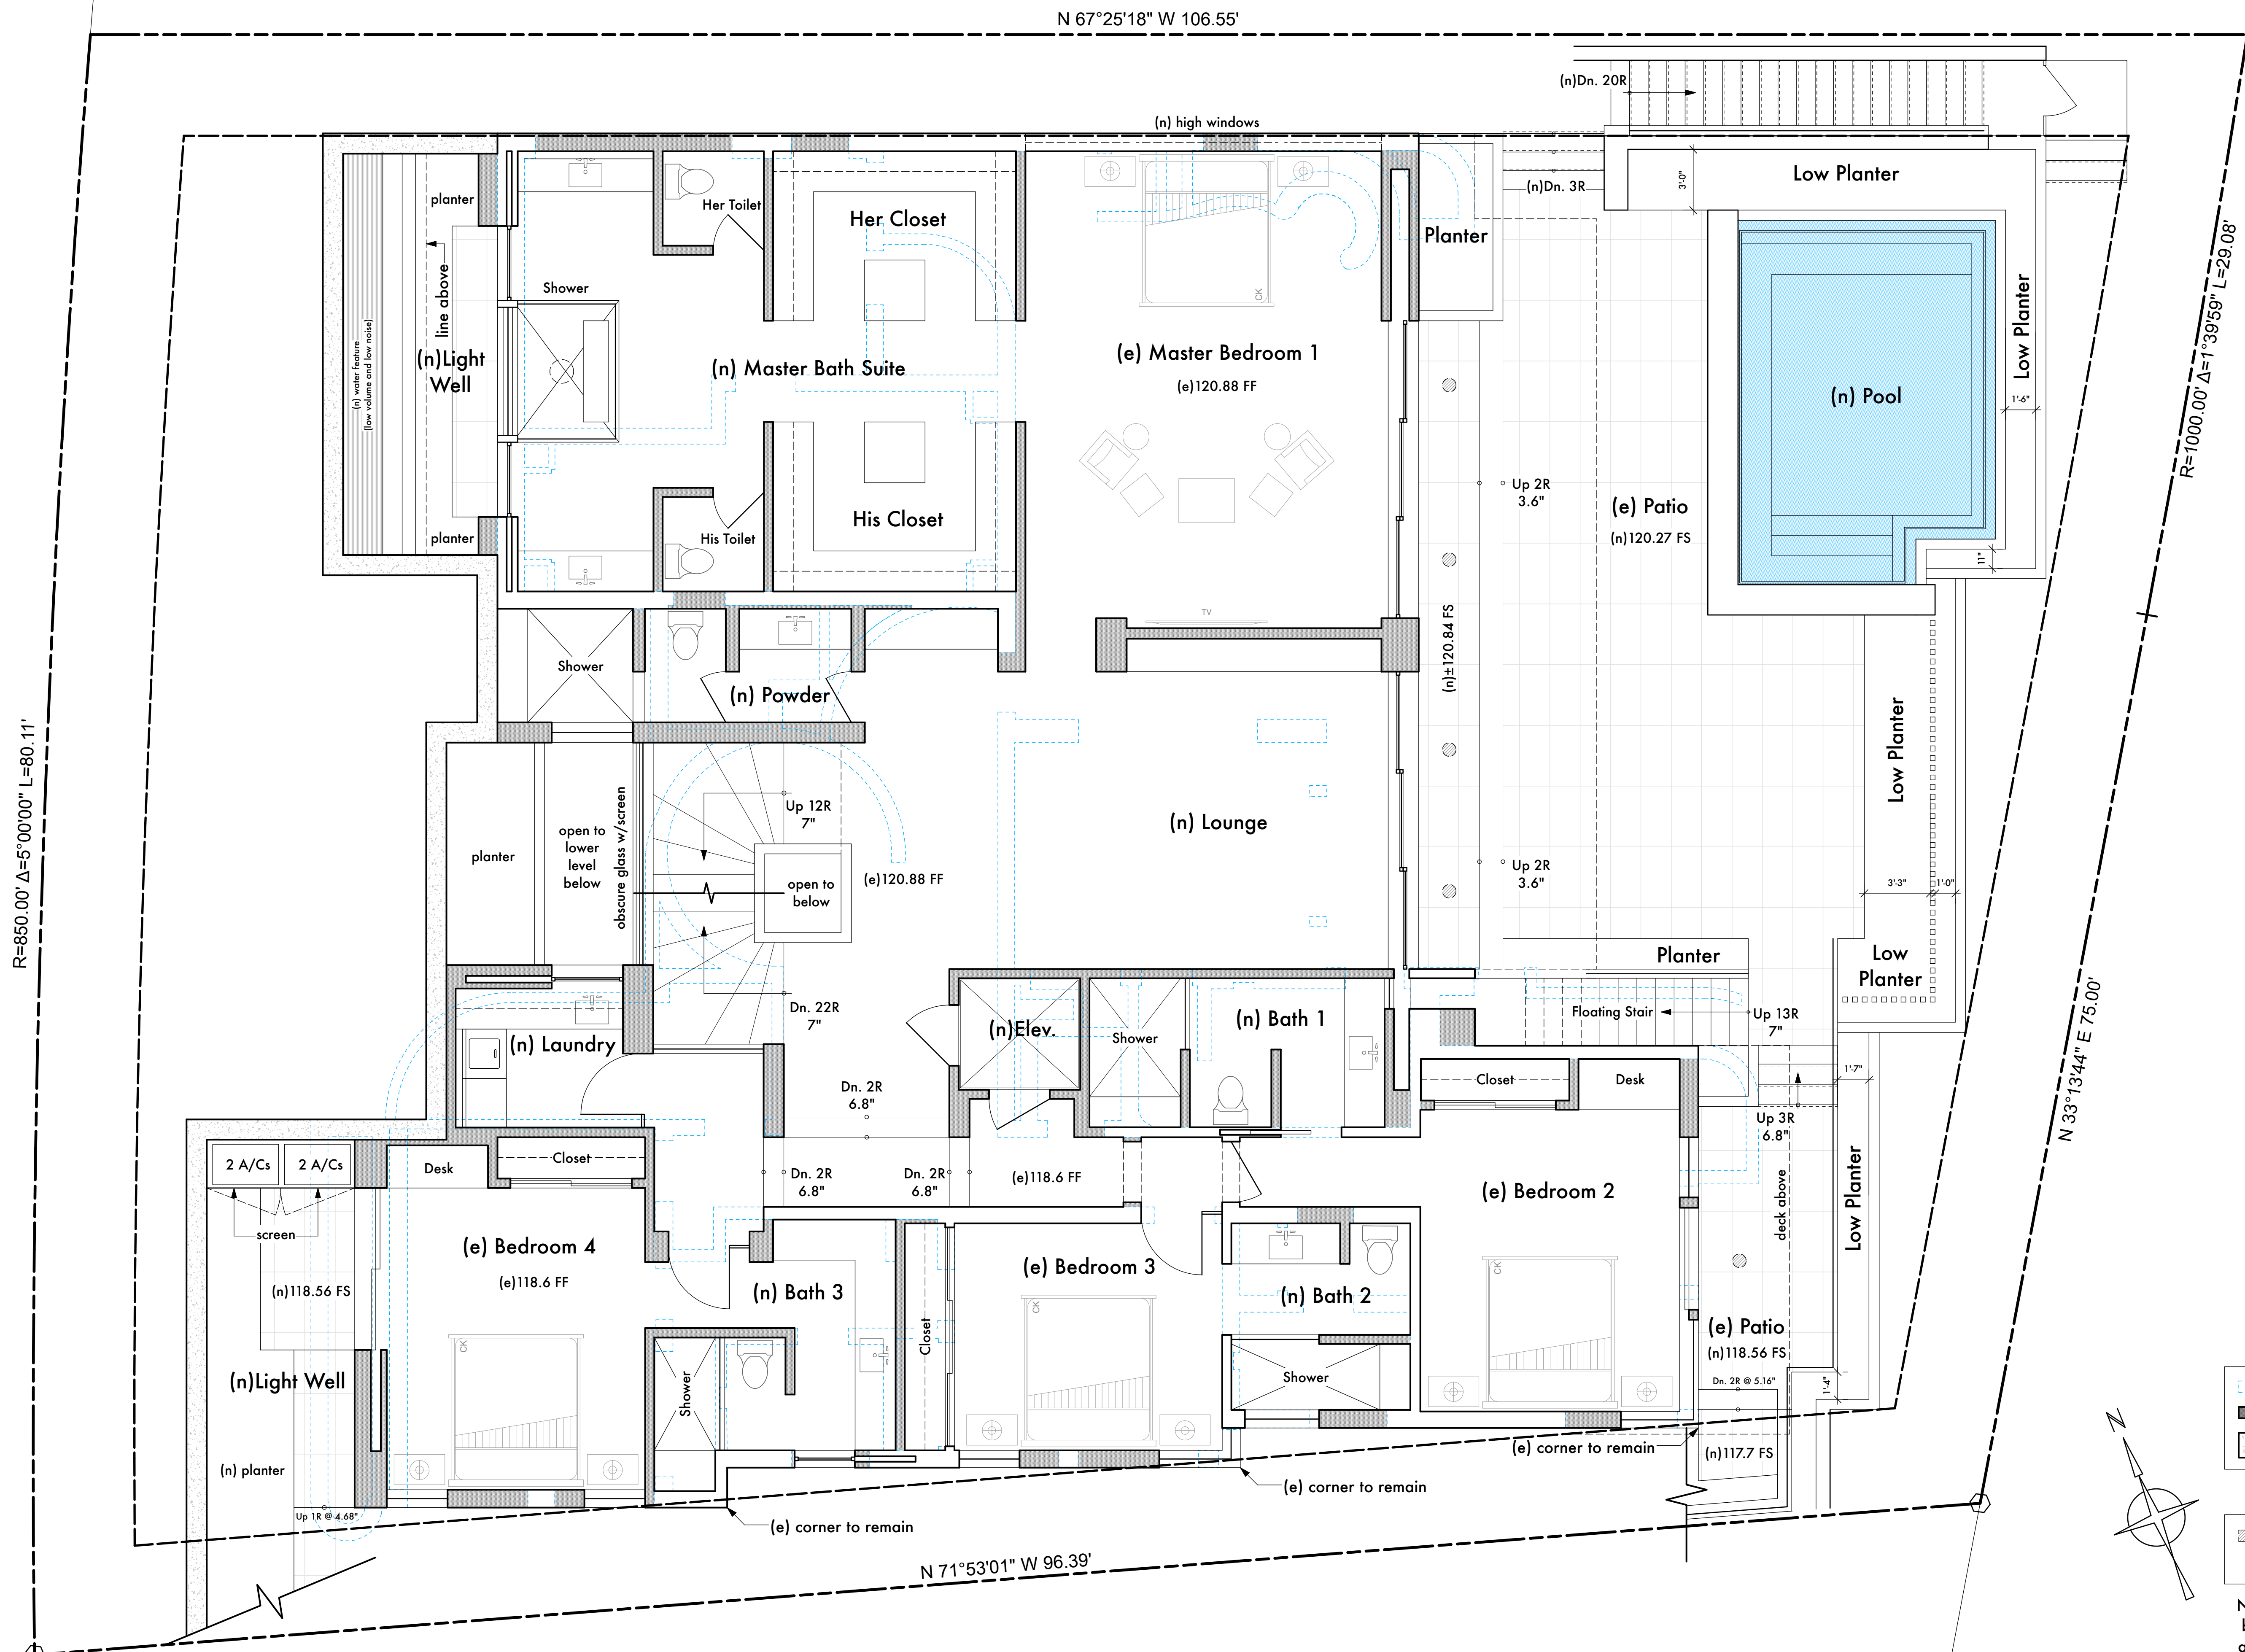 N 67°25'18" W 106.55'
(n)Dn. 20R
(n) high windows
Low Planter
3'-0"
(n)Dn. 3R
planter
Her Toilet
Her Closet
Planter
R=1000.00' Δ=1°39'59" L=29.08'
line above
Shower
CK
Low Planter
(n) water feature
(low volume and low noise)
(n)Light
Well
(n) Master Bath Suite
(e) Master Bedroom 1
(e)120.88 FF
(n) Pool
1'-6"
Up 2R
3.6"
(e) Patio
(n)120.27 FS
His Closet
planter
His Toilet
11"
TV
(n)±120.84 FS
Shower
(n) Powder
R=850.00' Δ=5°00'00" L=80.11'
Low Planter
Up 12R
7"
(n) Lounge
open to
lower
level
below
planter
obscure glass w/screen
(e)120.88 FF
open to
below
Up 2R
3.6"
3'-3"
1'-0"
Planter
Low
Planter
Dn. 22R
7"
(n)Elev.
Shower
(n) Bath 1
Floating Stair
Up 13R
7"
(n) Laundry
N 33°13'44" E 75.00'
Dn. 2R
6.8"
Closet
Desk
1'-7"
Up 3R
6.8"
2 A/Cs
2 A/Cs
Desk
Closet
Dn. 2R
6.8"
Dn. 2R
6.8"
(e)118.6 FF
(e) Bedroom 2
deck above
Low Planter
screen
(e) Bedroom 4
(e)118.6 FF
(e) Bedroom 3
(n)118.56 FS
(n) Bath 3
(n) Bath 2
CK
CK
CK
Closet
(e) Patio
(n)118.56 FS
(n)Light Well
Shower
Shower
Dn. 2R @ 5.16"
1'-4"
(n) planter
(e) corner to remain
(n)117.7 FS
(e) corner to remain
Up 1R @ 4.68"
(e) corner to remain
N
N 71°53'01" W 96.39'